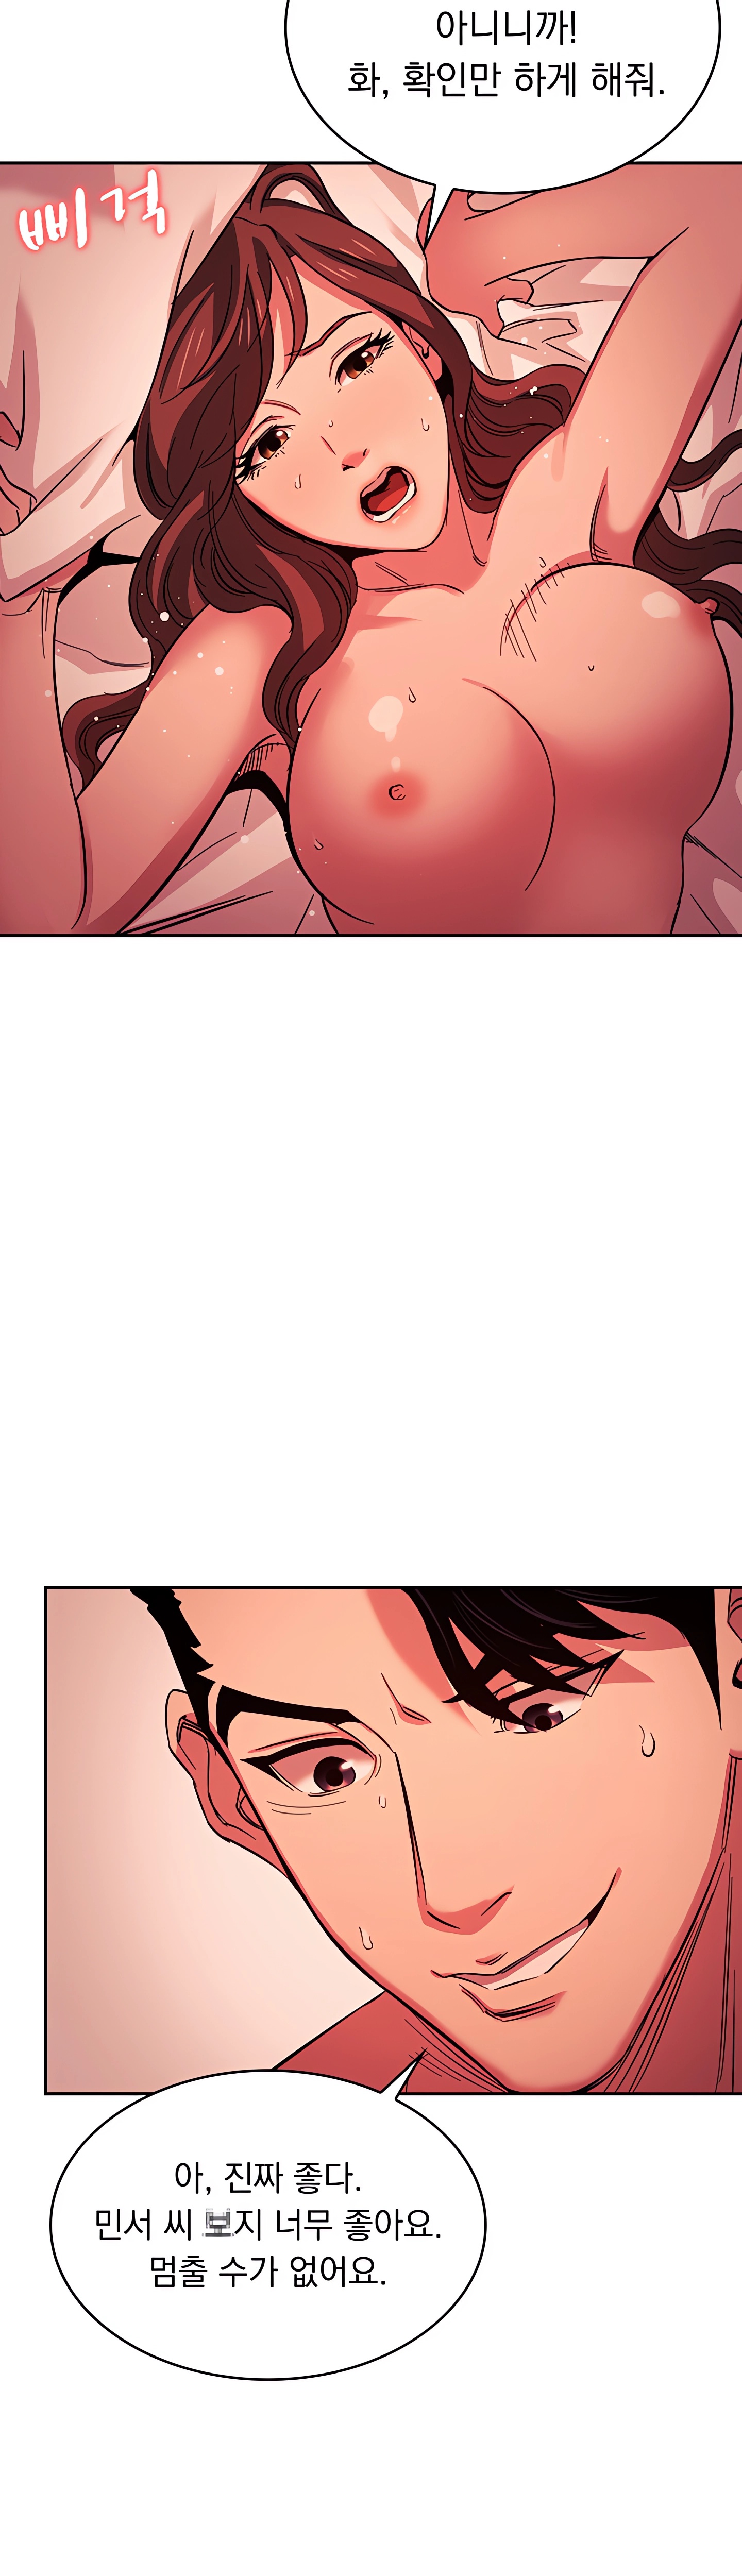 아니니까!
화, 확인만 하게 해줘.
삐걱
아, 진짜 좋다.
민서 씨 보지 너무 좋아요.
멈출 수가 없어요.